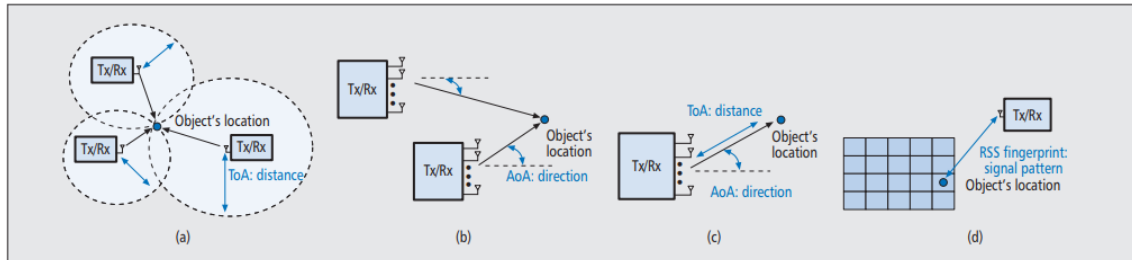 Tx/Rx
Object's location
Tx/Rx
Tx/Rx
ToA: distance
(a)
Tx/Rx
Object's
location
Tx/Rx
AoA: direction
(b)
ToA: distance
Object's
location
Tx/Rx
AoA: direction
(c)
Tx/Rx
RSS fingerprint:
signal pattern
Object's location
(d)